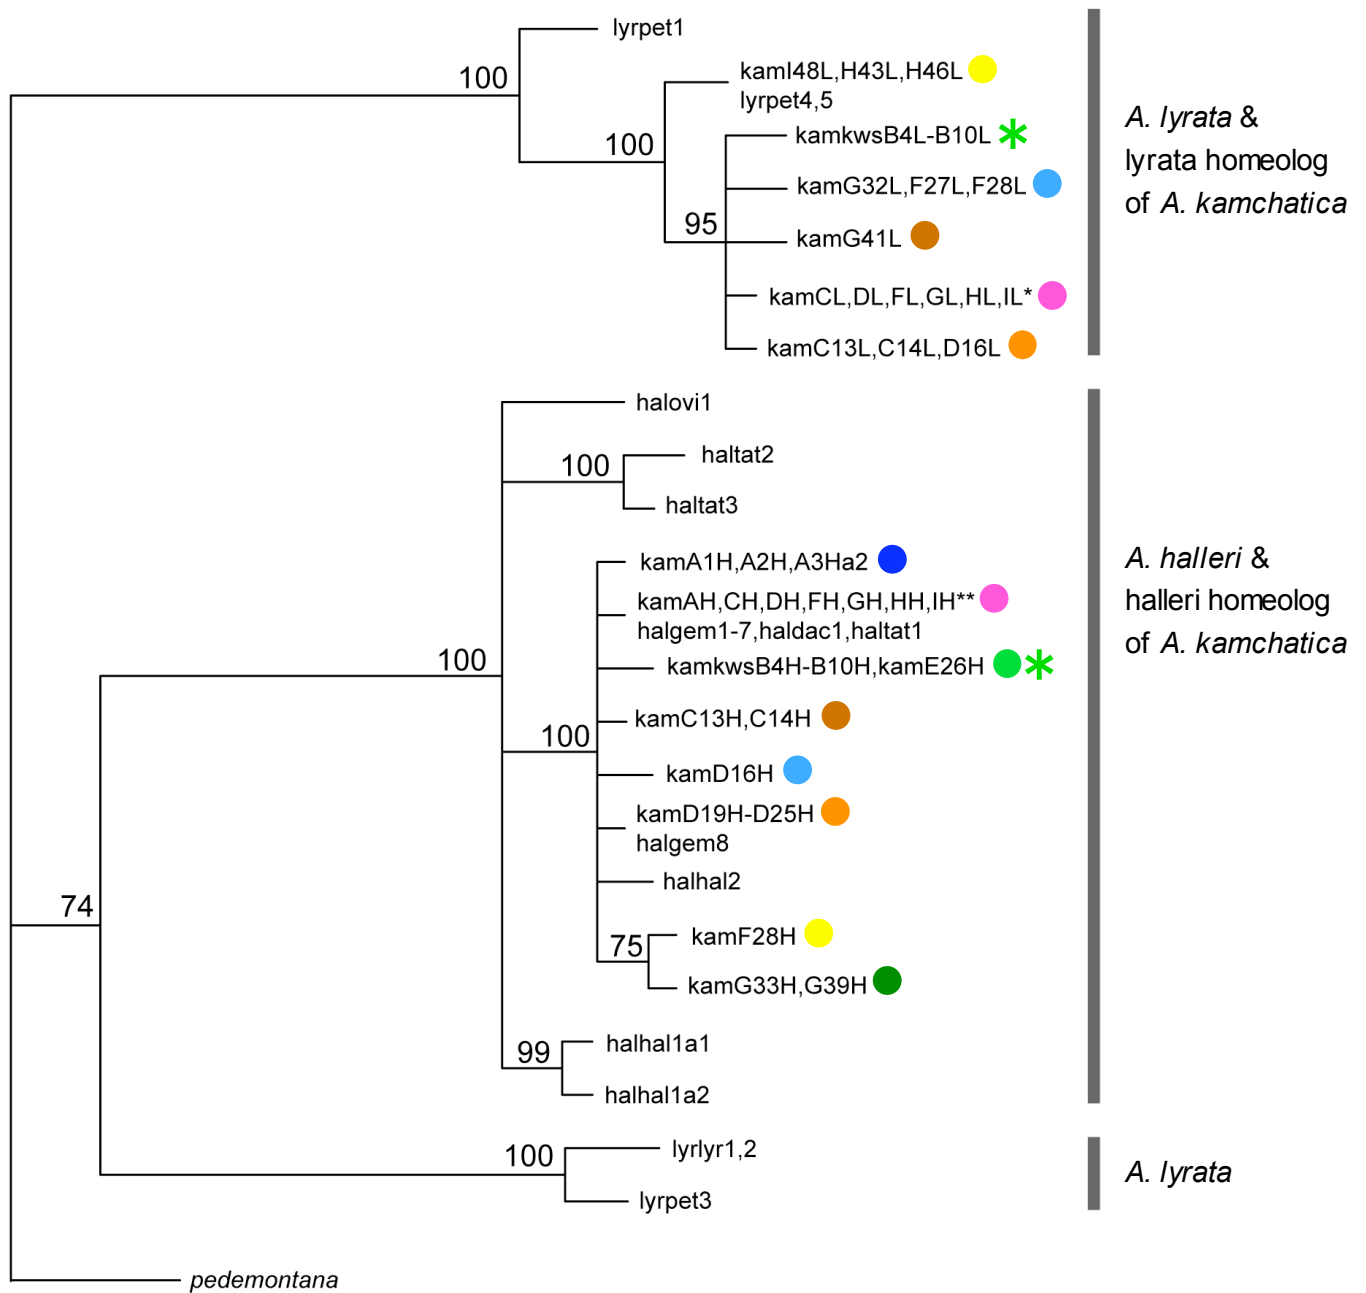 lyrpet1
100
kamI48L,H43L,H46L
lyrpet4,5
100
kamkwsB4L-B10L
kamG32L,F27L,F28L
95
kamG41L
kamCL,DL,FL,GL,HL,IL*
kamC13L,C14L,D16L
A. lyrata &
lyrata homeolog
of A. kamchatica
halovi1
100
haltat2
haltat3
kamA1H,A2H,A3Ha2
kamAH,CH,DH,FH,GH,HH,IH**
halgem1-7,haldac1,haltat1
100
kamkwsB4H-B10H,kamE26H
kamC13H,C14H
100
kamD16H
kamD19H-D25H
halgem8
halhal2
74
75
kamF28H
kamG33H,G39H
99
halhal1a1
halhal1a2
A. halleri &
halleri homeolog
of A. kamchatica
100
lyrlyr1,2
lyrpet3
A. lyrata
pedemontana